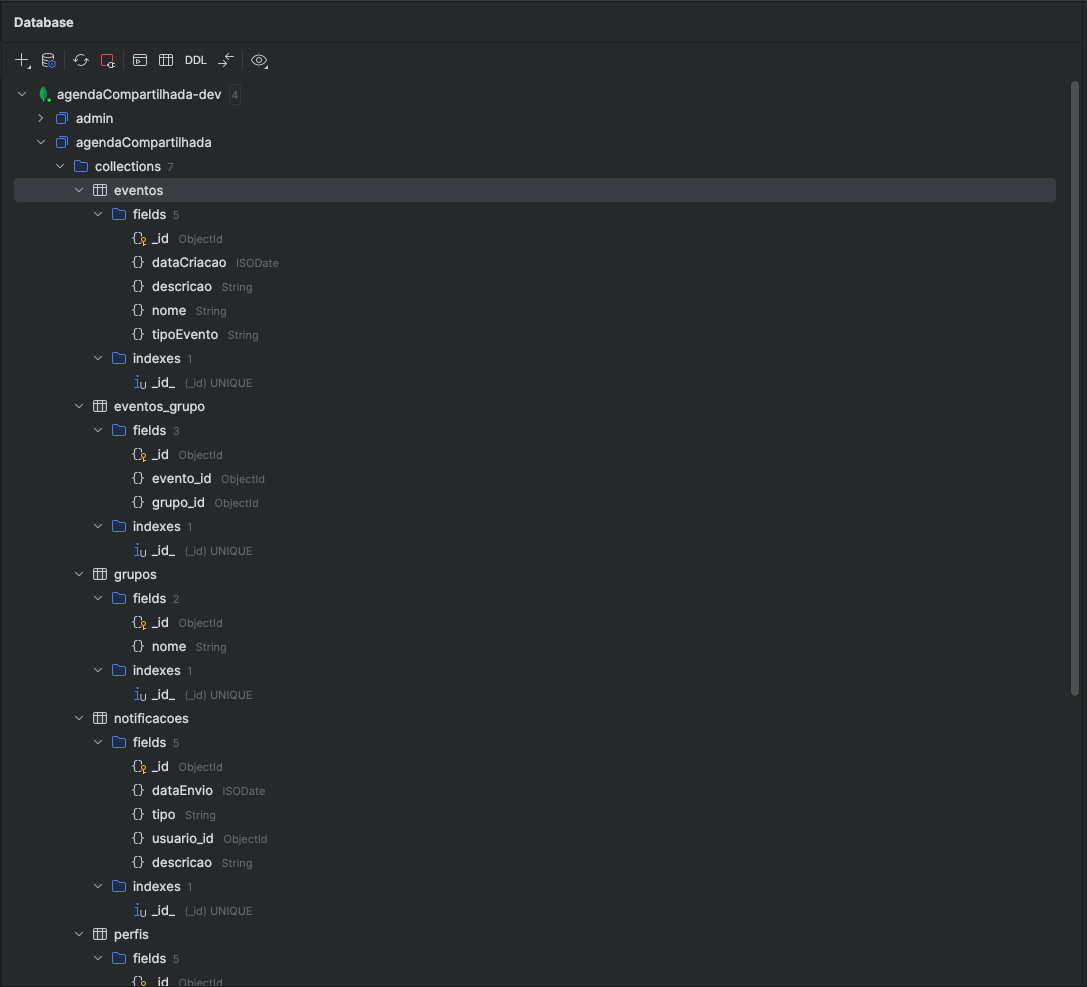 Database
DDL
agendaCompartilhada-dev 4
admin
agendaCompartilhada
collections 7
eventos
fields 5
_id ObjectId
dataCriacao ISODate
descricao String
nome String
tipoEvento String
indexes 1
_id_ (_id) UNIQUE
eventos_grupo
fields 3
_id ObjectId
evento_id ObjectId
grupo_id ObjectId
indexes 1
_id_ (_id) UNIQUE
grupos
fields 2
_id ObjectId
nome String
indexes 1
_id_ (_id) UNIQUE
notificacoes
fields 5
_id ObjectId
dataEnvio ISODate
tipo String
usuario_id ObjectId
descricao String
indexes 1
_id_ (_id) UNIQUE
perfis
fields 5
_id ObjectId